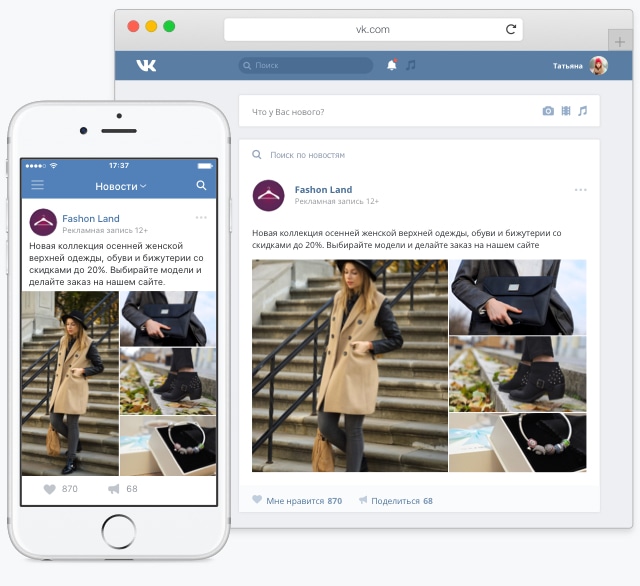 vk.com
Поиск
Татьяна
Что у Вас нового?
Поиск по новостям
Fashon Land
Рекламная запись 12+
Новая коллекция осенней женской верхней одежды, обуви и бижутерии со
скидками до 20%. Выбирайте модели и делайте заказ на нашем сайте
Мне нравится 870
Поделиться 68
17:37
Новости
Fashon Land
Рекламная запись 12+
Новая коллекция осенней женской
верхней одежды, обуви и бижутерии со
скидками до 20%. Выбирайте модели и
делайте заказ на нашем сайте.
870
68